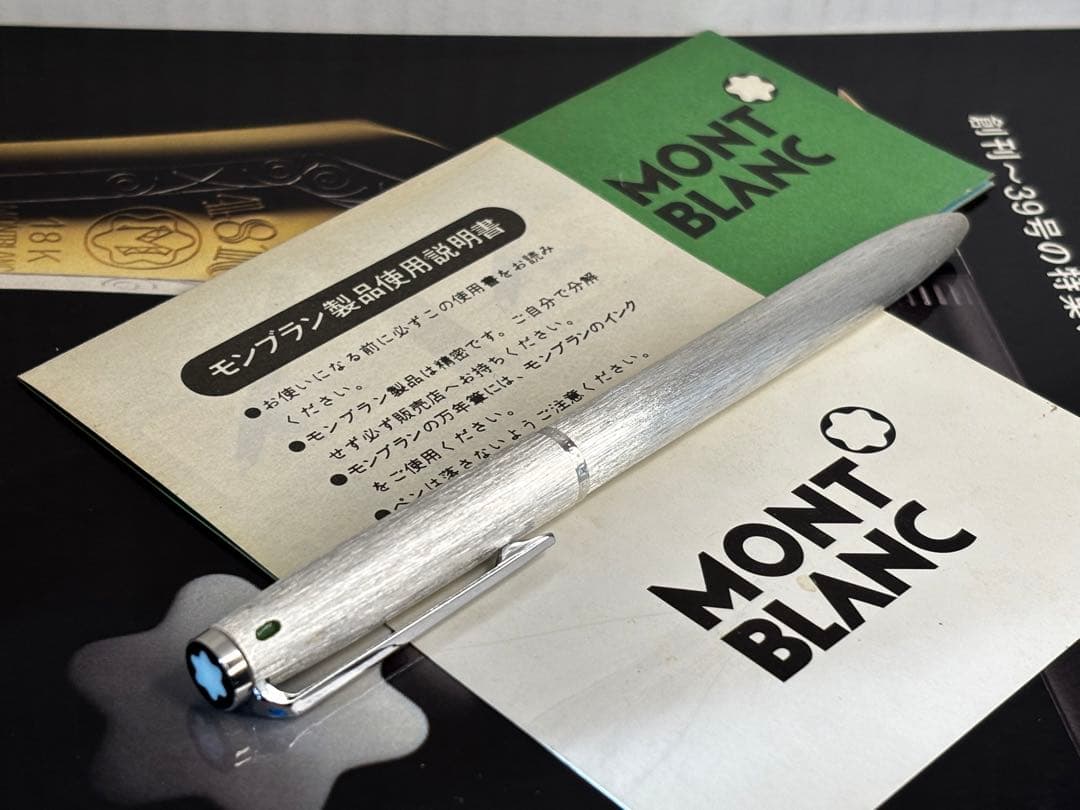 MONT
BLANC
モンブラン製品使用説明書
●お使いになる前に必ずこの使用書をお読み
ください。
●モンブラン製品は精密です。ご自分で分解
せず必ず販売店へお持ちください。
●モンブランの万年筆には、モンブランのインク
をご使用ください。
●ペンは落さないようご注意ください。
MONT
BLANC
創刊〜39号の特集
18K